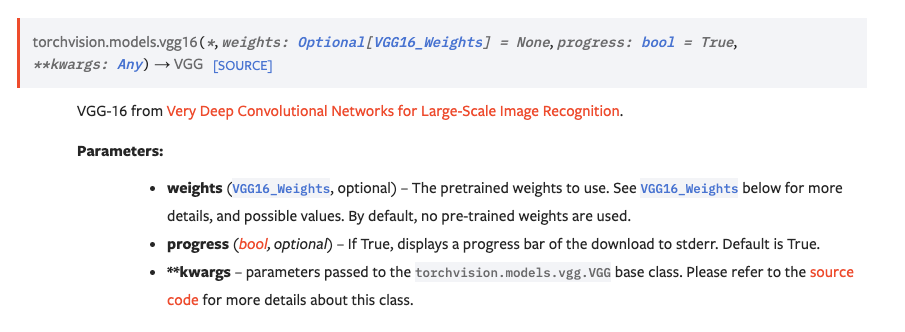 torchvision.models.vgg16(*, weights: Optional[VGG16_Weights] = None, progress: bool = True,
**kwargs: Any) → VGG [SOURCE]
VGG-16 from Very Deep Convolutional Networks for Large-Scale Image Recognition.
Parameters:
• weights (VGG16_Weights, optional) – The pretrained weights to use. See VGG16_Weights below for more
details, and possible values. By default, no pre-trained weights are used.
• progress (bool, optional) – If True, displays a progress bar of the download to stderr. Default is True.
• **kwargs – parameters passed to the torchvision.models.vgg.VGG base class. Please refer to the source
code for more details about this class.